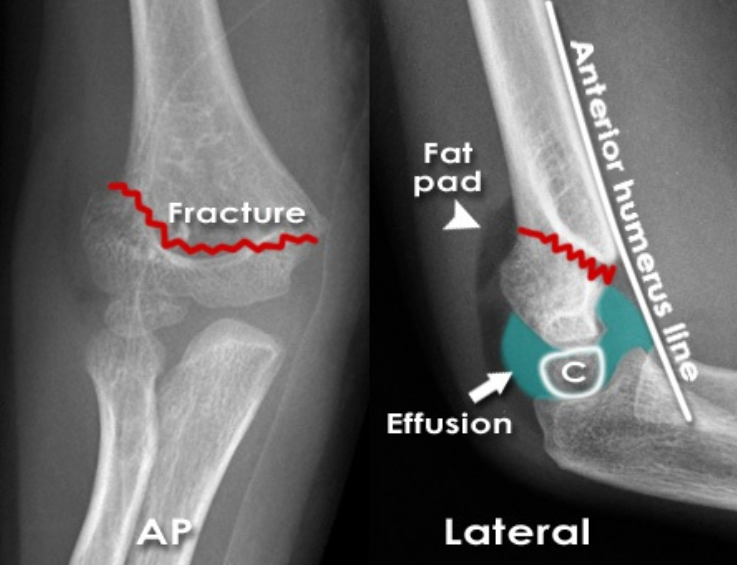 Fracture
AP
Fat
pad
Anterior humerus line
C
Effusion
Lateral